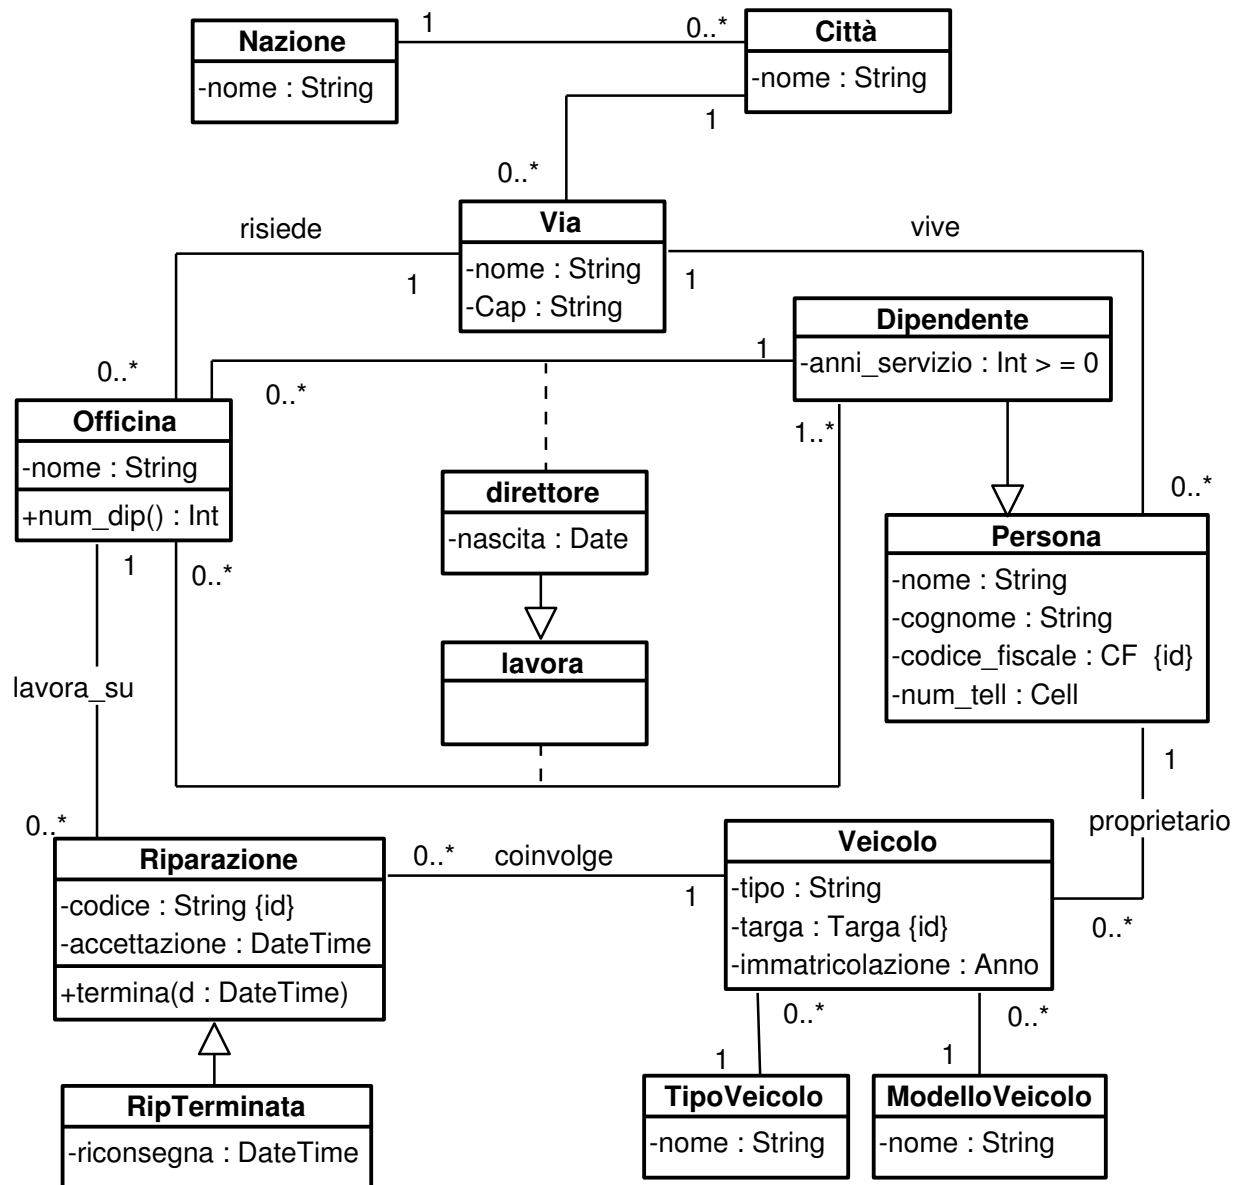 Nazione
-nome : String
1
0..*
Città
-nome : String
1
0..*
risiede
Via
-nome : String
-Cap : String
vive
1
1
Dipendente
-anni_servizio : Int > = 0
1
0..*
0..*
1..*
Officina
-nome : String
+num_dip() : Int
1
0..*
direttore
-nascita : Date
lavora
0..*
Persona
-nome : String
-cognome : String
-codice_fiscale : CF {id}
-num_tell : Cell
lavora_su
1
proprietario
0..*
Riparazione
-codice : String {id}
-accettazione : DateTime
+termina(d : DateTime)
0..*
coinvolge
1
Veicolo
-tipo : String
-targa : Targa {id}
-immatricolazione : Anno
0..*
0..*
0..*
1
1
RipTerminata
-riconsegna : DateTime
TipoVeicolo
-nome : String
ModelloVeicolo
-nome : String